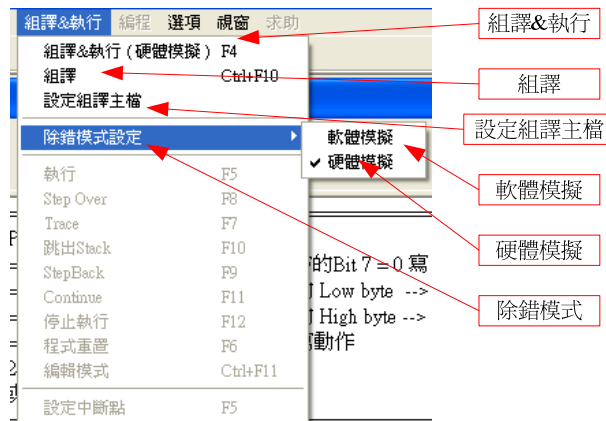 組譯&執行 編程 選項 視窗 求助
組譯&執行(硬體模擬) F4
組譯 Ctrl+F10
設定組譯主檔
除錯模式設定
軟體模擬
硬體模擬
執行 F5
Step Over F8
Trace F7
跳出Stack F10
StepBack F9
Continue F11
停止執行 F12
程式重置 F6
編輯模式 Ctrl+F11
設定中斷點 F5
的Bit 7 = 0 寫
Low byte -->
High byte -->
動作
組譯&執行
組譯
設定組譯主檔
軟體模擬
硬體模擬
除錯模式